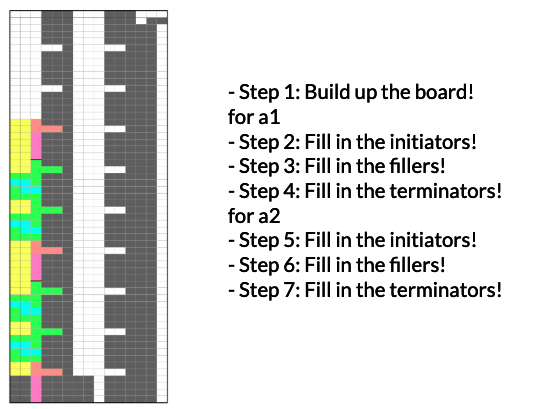 - Step 1: Build up the board!
for a1
- Step 2: Fill in the initiators!
- Step 3: Fill in the fillers!
- Step 4: Fill in the terminators!
for a2
- Step 5: Fill in the initiators!
- Step 6: Fill in the fillers!
- Step 7: Fill in the terminators!